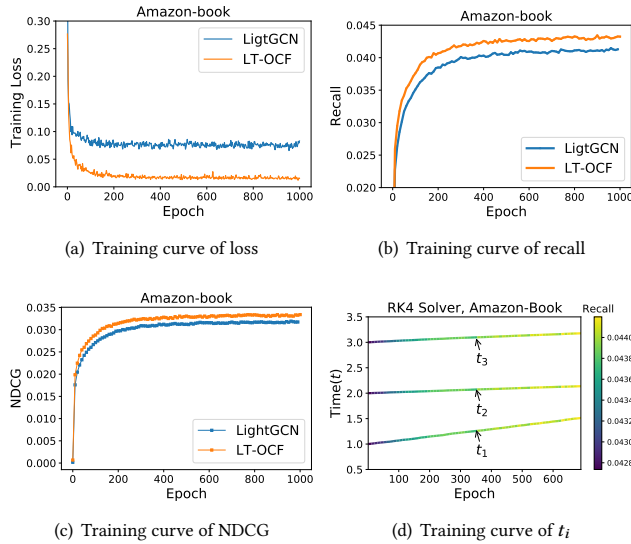 Amazon-book
Training Loss
0.30
0.25
0.20
0.15
0.10
0.05
0.00
LigtGCN
LT-OCF
0 200 400 600 800 1000
Epoch
(a) Training curve of loss
Amazon-book
Recall
0.045
0.040
0.035
0.030
0.025
0.020
LigtGCN
LT-OCF
0 200 400 600 800 1000
Epoch
(b) Training curve of recall
Amazon-book
NDCG
0.035
0.030
0.025
0.020
0.015
0.010
0.005
0.000
LightGCN
LT-OCF
0 200 400 600 800 1000
Epoch
(c) Training curve of NDCG
RK4 Solver, Amazon-Book
Time(t)
3.5
3.0
2.5
2.0
1.5
1.0
0.5
t3
t2
t1
100 200 300 400 500 600
Epoch
Recall
0.0440
0.0438
0.0435
0.0432
0.0430
0.0428
(d) Training curve of ti